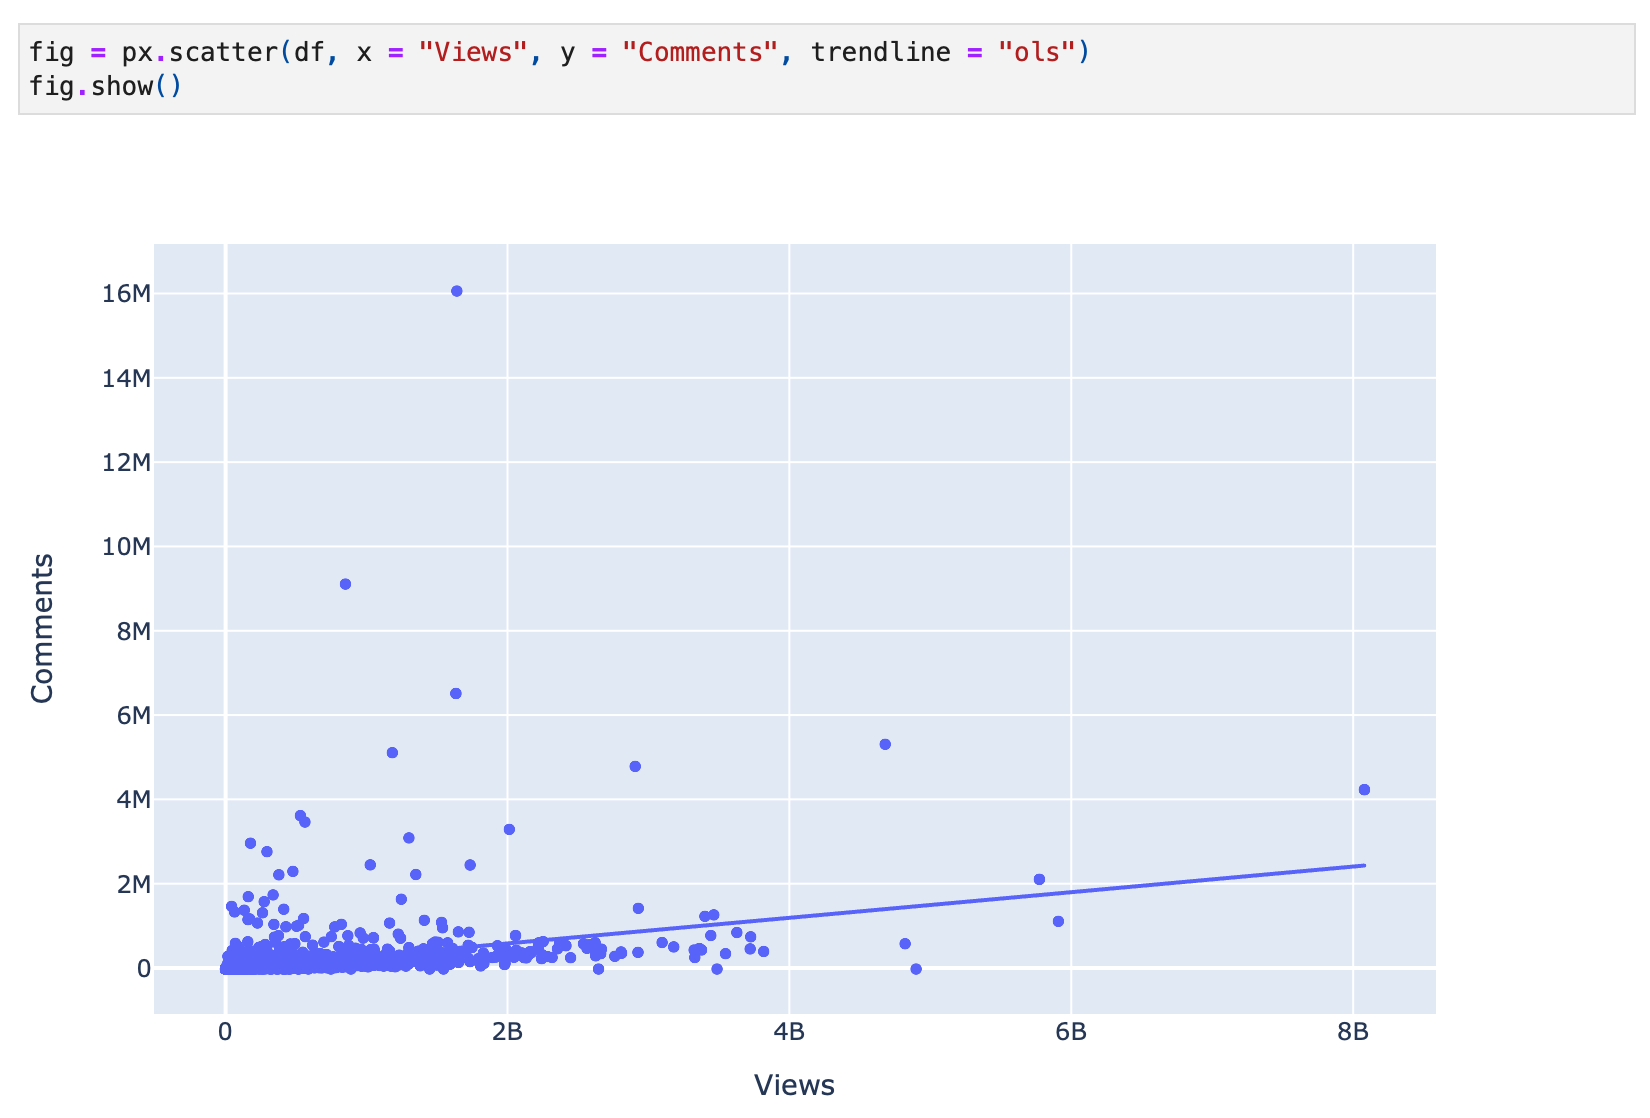 fig = px.scatter(df, x = "Views", y = "Comments", trendline = "ols")
fig.show()
16M
14M
12M
10M
8M
6M
4M
2M
0
Comments
0 2B 4B 6B 8B
Views